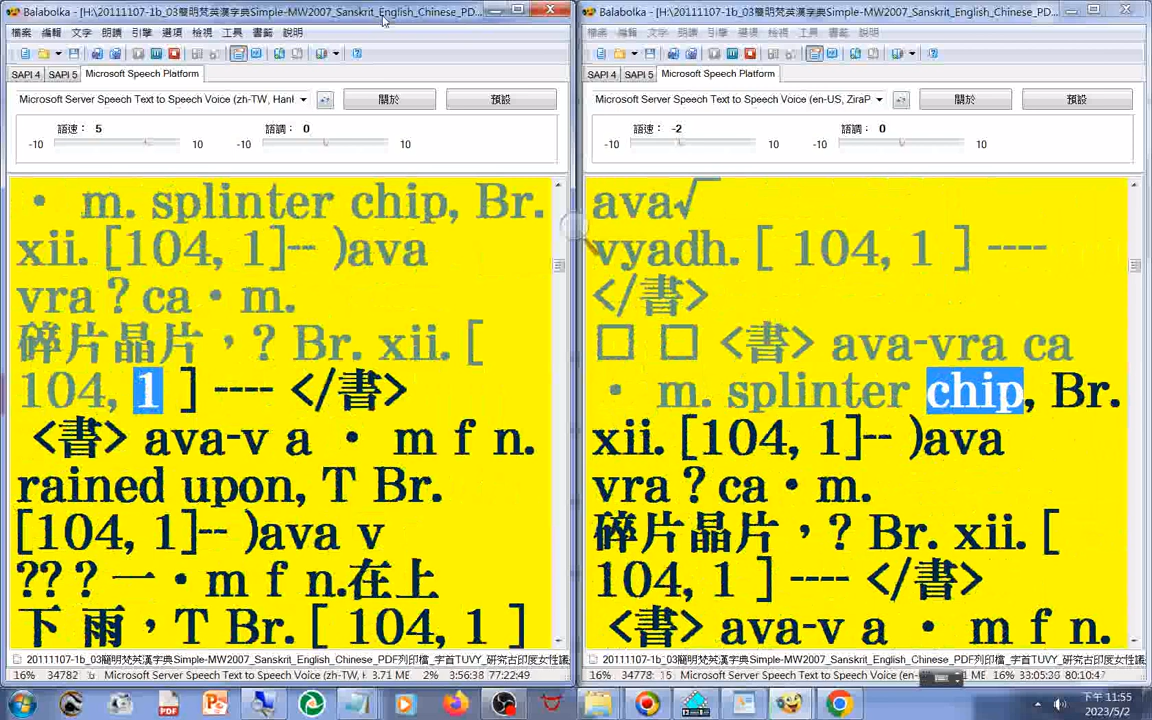 Balabolka - [H:\20111107-1b_03簡明梵英漢字典Simple-MW2007_Sanskrit_English_Chinese_PD...
檔案 編輯 文字 朗讀 引擎 選項 檢視 工具 書籤 說明
SAPI 4 SAPI 5 Microsoft Speech Platform
Microsoft Server Speech Text to Speech Voice (zh-TW, Hanl
關於 預設
語速： 5 語調： 0
-10 10 -10 10
• m. splinter chip, Br.
xii. [104, 1]-- )ava
vra ? ca • m.
碎片晶片，? Br. xii. [
104, 1 ] ---- </書>
<書> ava-v a • m f n.
rained upon, T Br.
[104, 1]-- )ava v
?? ? 一 • m f n.在上
下 雨，T Br. [ 104, 1 ]
20111107-1b_03簡明梵英漢字典Simple-MW2007_Sanskrit_English_Chinese_PDF列印檔_字首TUVY_研究古印度女性議
16% 34782 Microsoft Server Speech Text to Speech Voice (zh-TW, 3.71 ME 2% 3:56:38 77:22:49
Balabolka - [H:\20111107-1b_03簡明梵英漢字典Simple-MW2007_Sanskrit_English_Chinese_PD...
檔案 編輯 文字 朗讀 引擎 選項 檢視 工具 書籤 說明
SAPI 4 SAPI 5 Microsoft Speech Platform
Microsoft Server Speech Text to Speech Voice (en-US, ZiraP
關於 預設
語速： -2 語調： 0
-10 10 -10 10
ava√
vyadh. [ 104, 1 ] ----
</書>
□ □ <書> ava-vra ca
• m. splinter chip, Br.
xii. [104, 1]-- )ava
vra ? ca • m.
碎片晶片，? Br. xii. [
104, 1 ] ---- </書>
<書> ava-v a • m f n.
20111107-1b_03簡明梵英漢字典Simple-MW2007_Sanskrit_English_Chinese_PDF列印檔_字首TUVY_研究古印度女性議
16% 34778: Microsoft Server Speech Text to Speech Voice (en-US, 16% 33:05:30 80:10:4
下午 11:55
2023/5/2